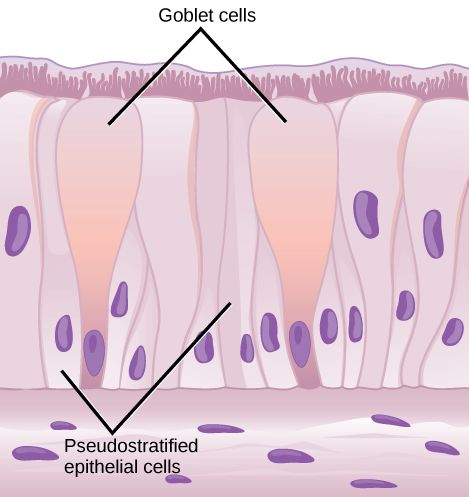 Goblet cells
Pseudostratified
epithelial cells